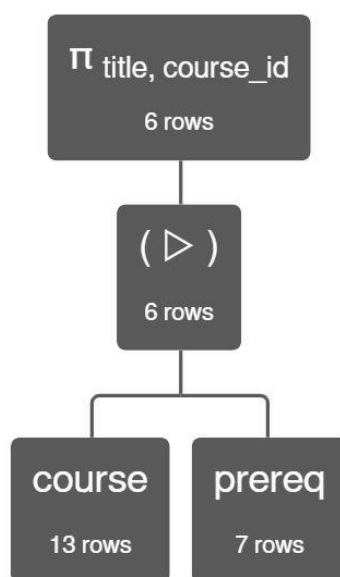 π title, course_id
6 rows
( ▷ )
6 rows
course
13 rows
prereq
7 rows